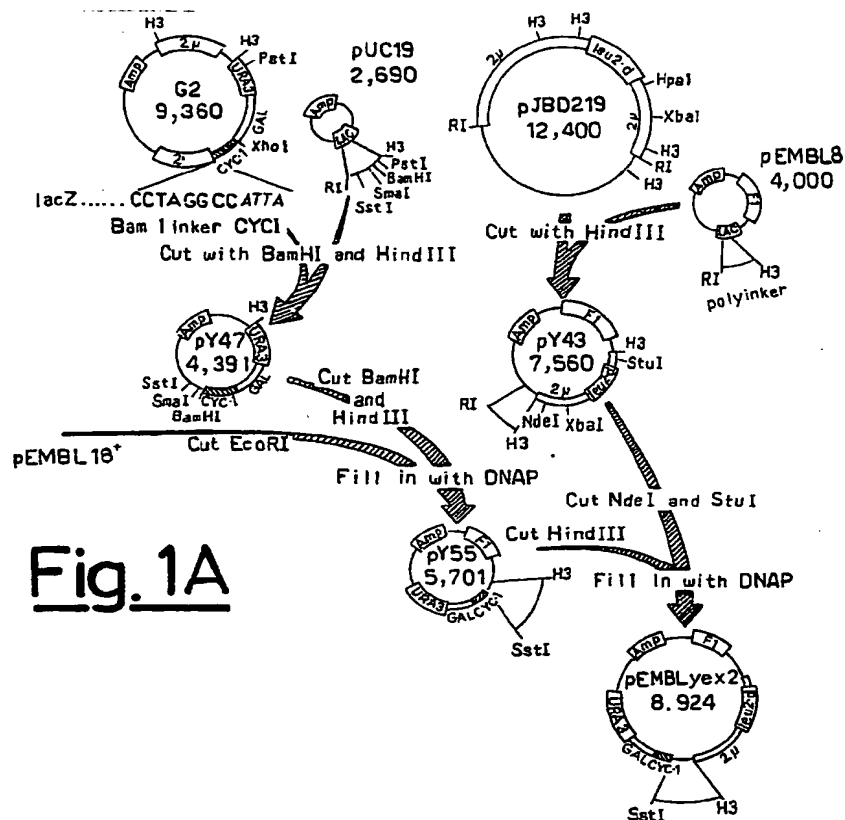 H3
2μ
H3
PstI
Amp
URA3
G2
9,360
GAL
XhoI
CYC-1
2'
lacZ......CCTAGGCCATTA
Bam linker CYCI
pUC19
2,690
Amp
LAC
H3
PstI
BamHI
SmaI
SstI
RI
Cut with BamHI and HindIII
H3
H3
2μ
leu2-d
HpaI
pJBD219
12,400
XbaI
2μ
RI
H3
RI
H3
pEMBL8
4,000
Amp
F1
LAC
RI
H3
polyinker
Cut with HindIII
H3
Amp
URA3
pY47
4,391
GAL
CYC-1
SstI
SmaI
BamHI
Cut BamHI
and
HindIII
Amp
F1
pY43
7,560
H3
StuI
leu2-d
2μ
RI
H3
NdeI
XbaI
pEMBL18+
Cut EcoRI
Fill in with DNAP
Cut NdeI and StuI
Cut HindIII
Fill In with DNAP
Amp
F1
pY55
5,701
URA3
GALCYC-1
H3
SstI
Fig. 1A
Amp
F1
pEMBLyex2
8.924
leu2-d
URA3
GALCYC-1
2μ
SstI
H3